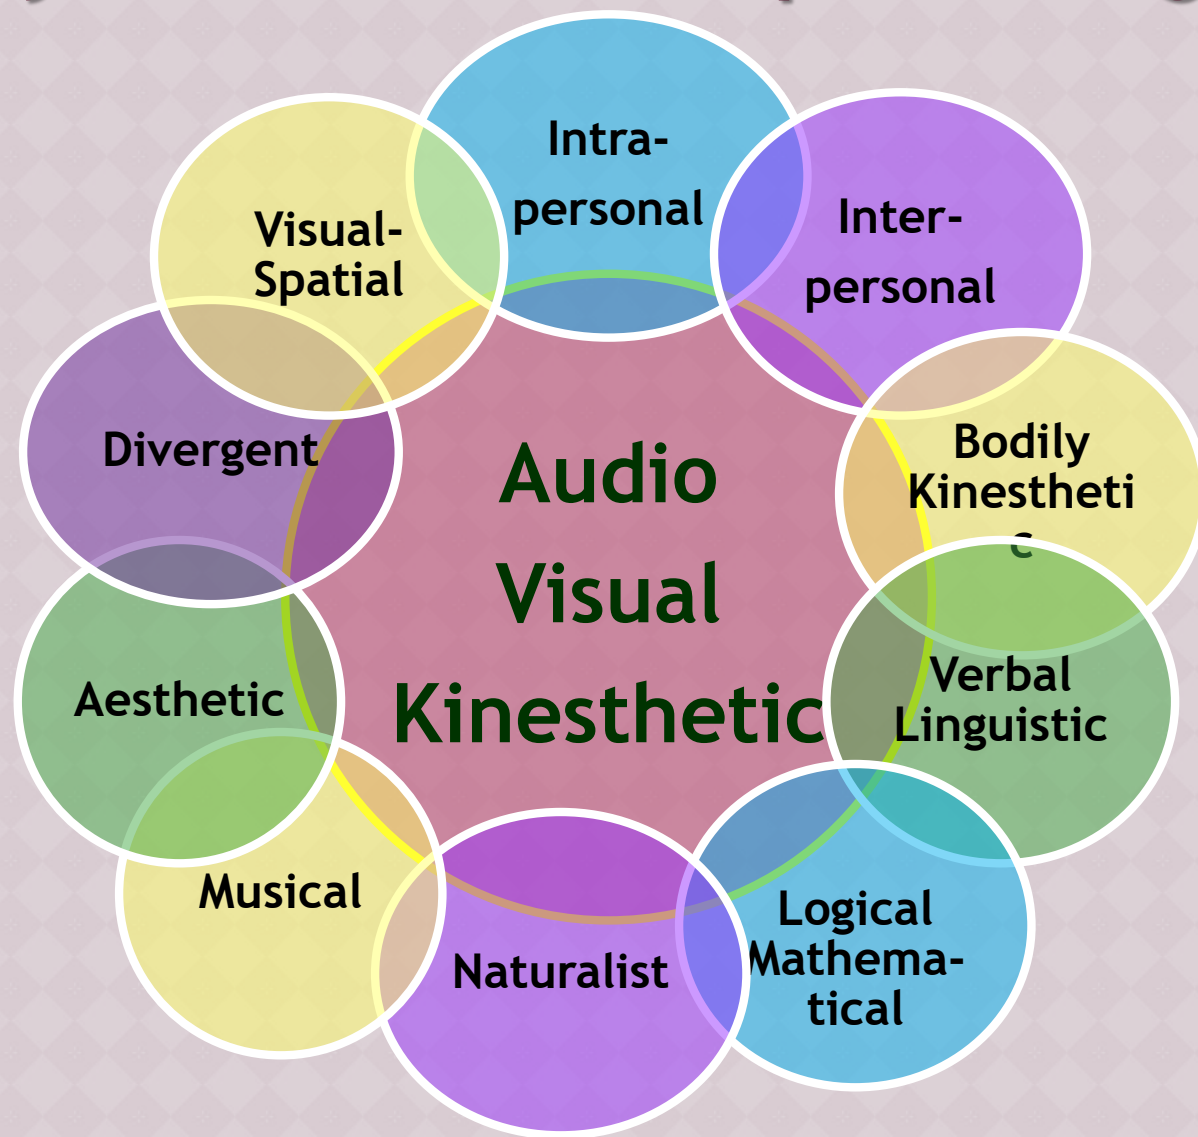 Intra-
personal
Inter-
personal
Visual-
Spatial
Bodily
Kinestheti
c
Divergent
Audio
Visual
Kinesthetic
Verbal
Linguistic
Aesthetic
Musical
Logical
Mathema-
tical
Naturalist